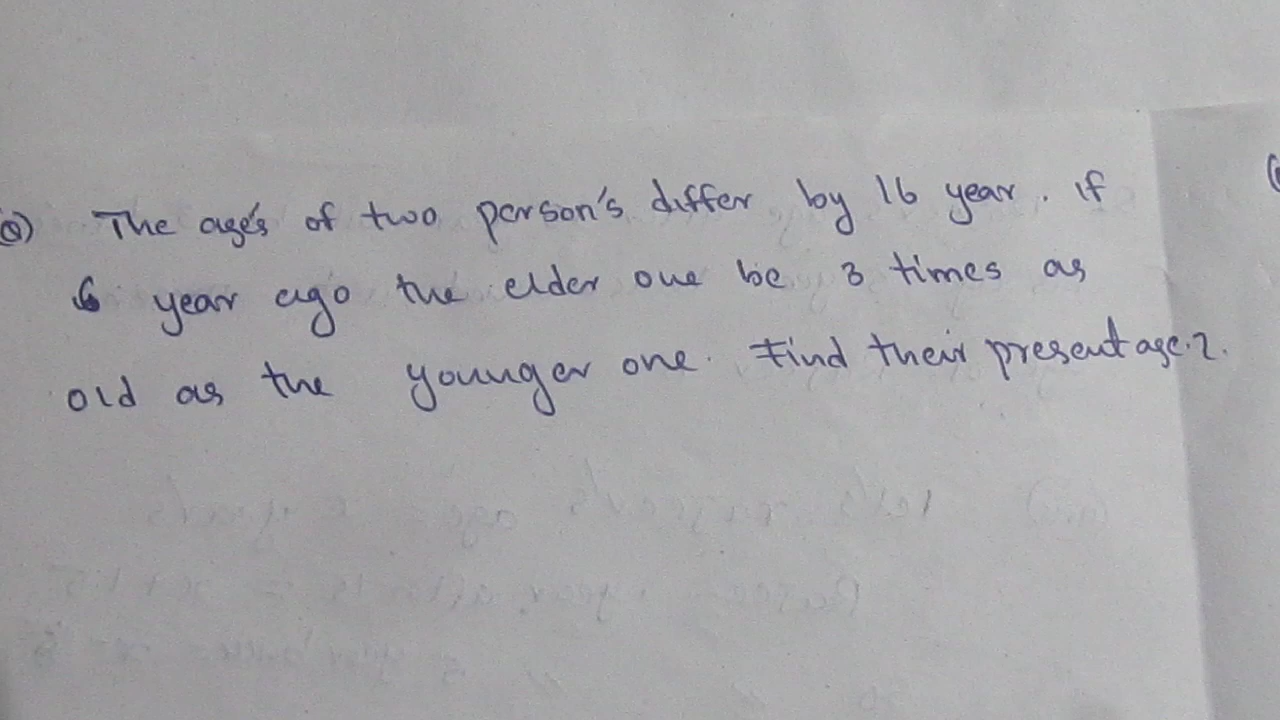 Q) The age's of two person's differ by 16 year. If
6 year ago the elder one be 3 times as
old as the younger one. Find their present age.?.